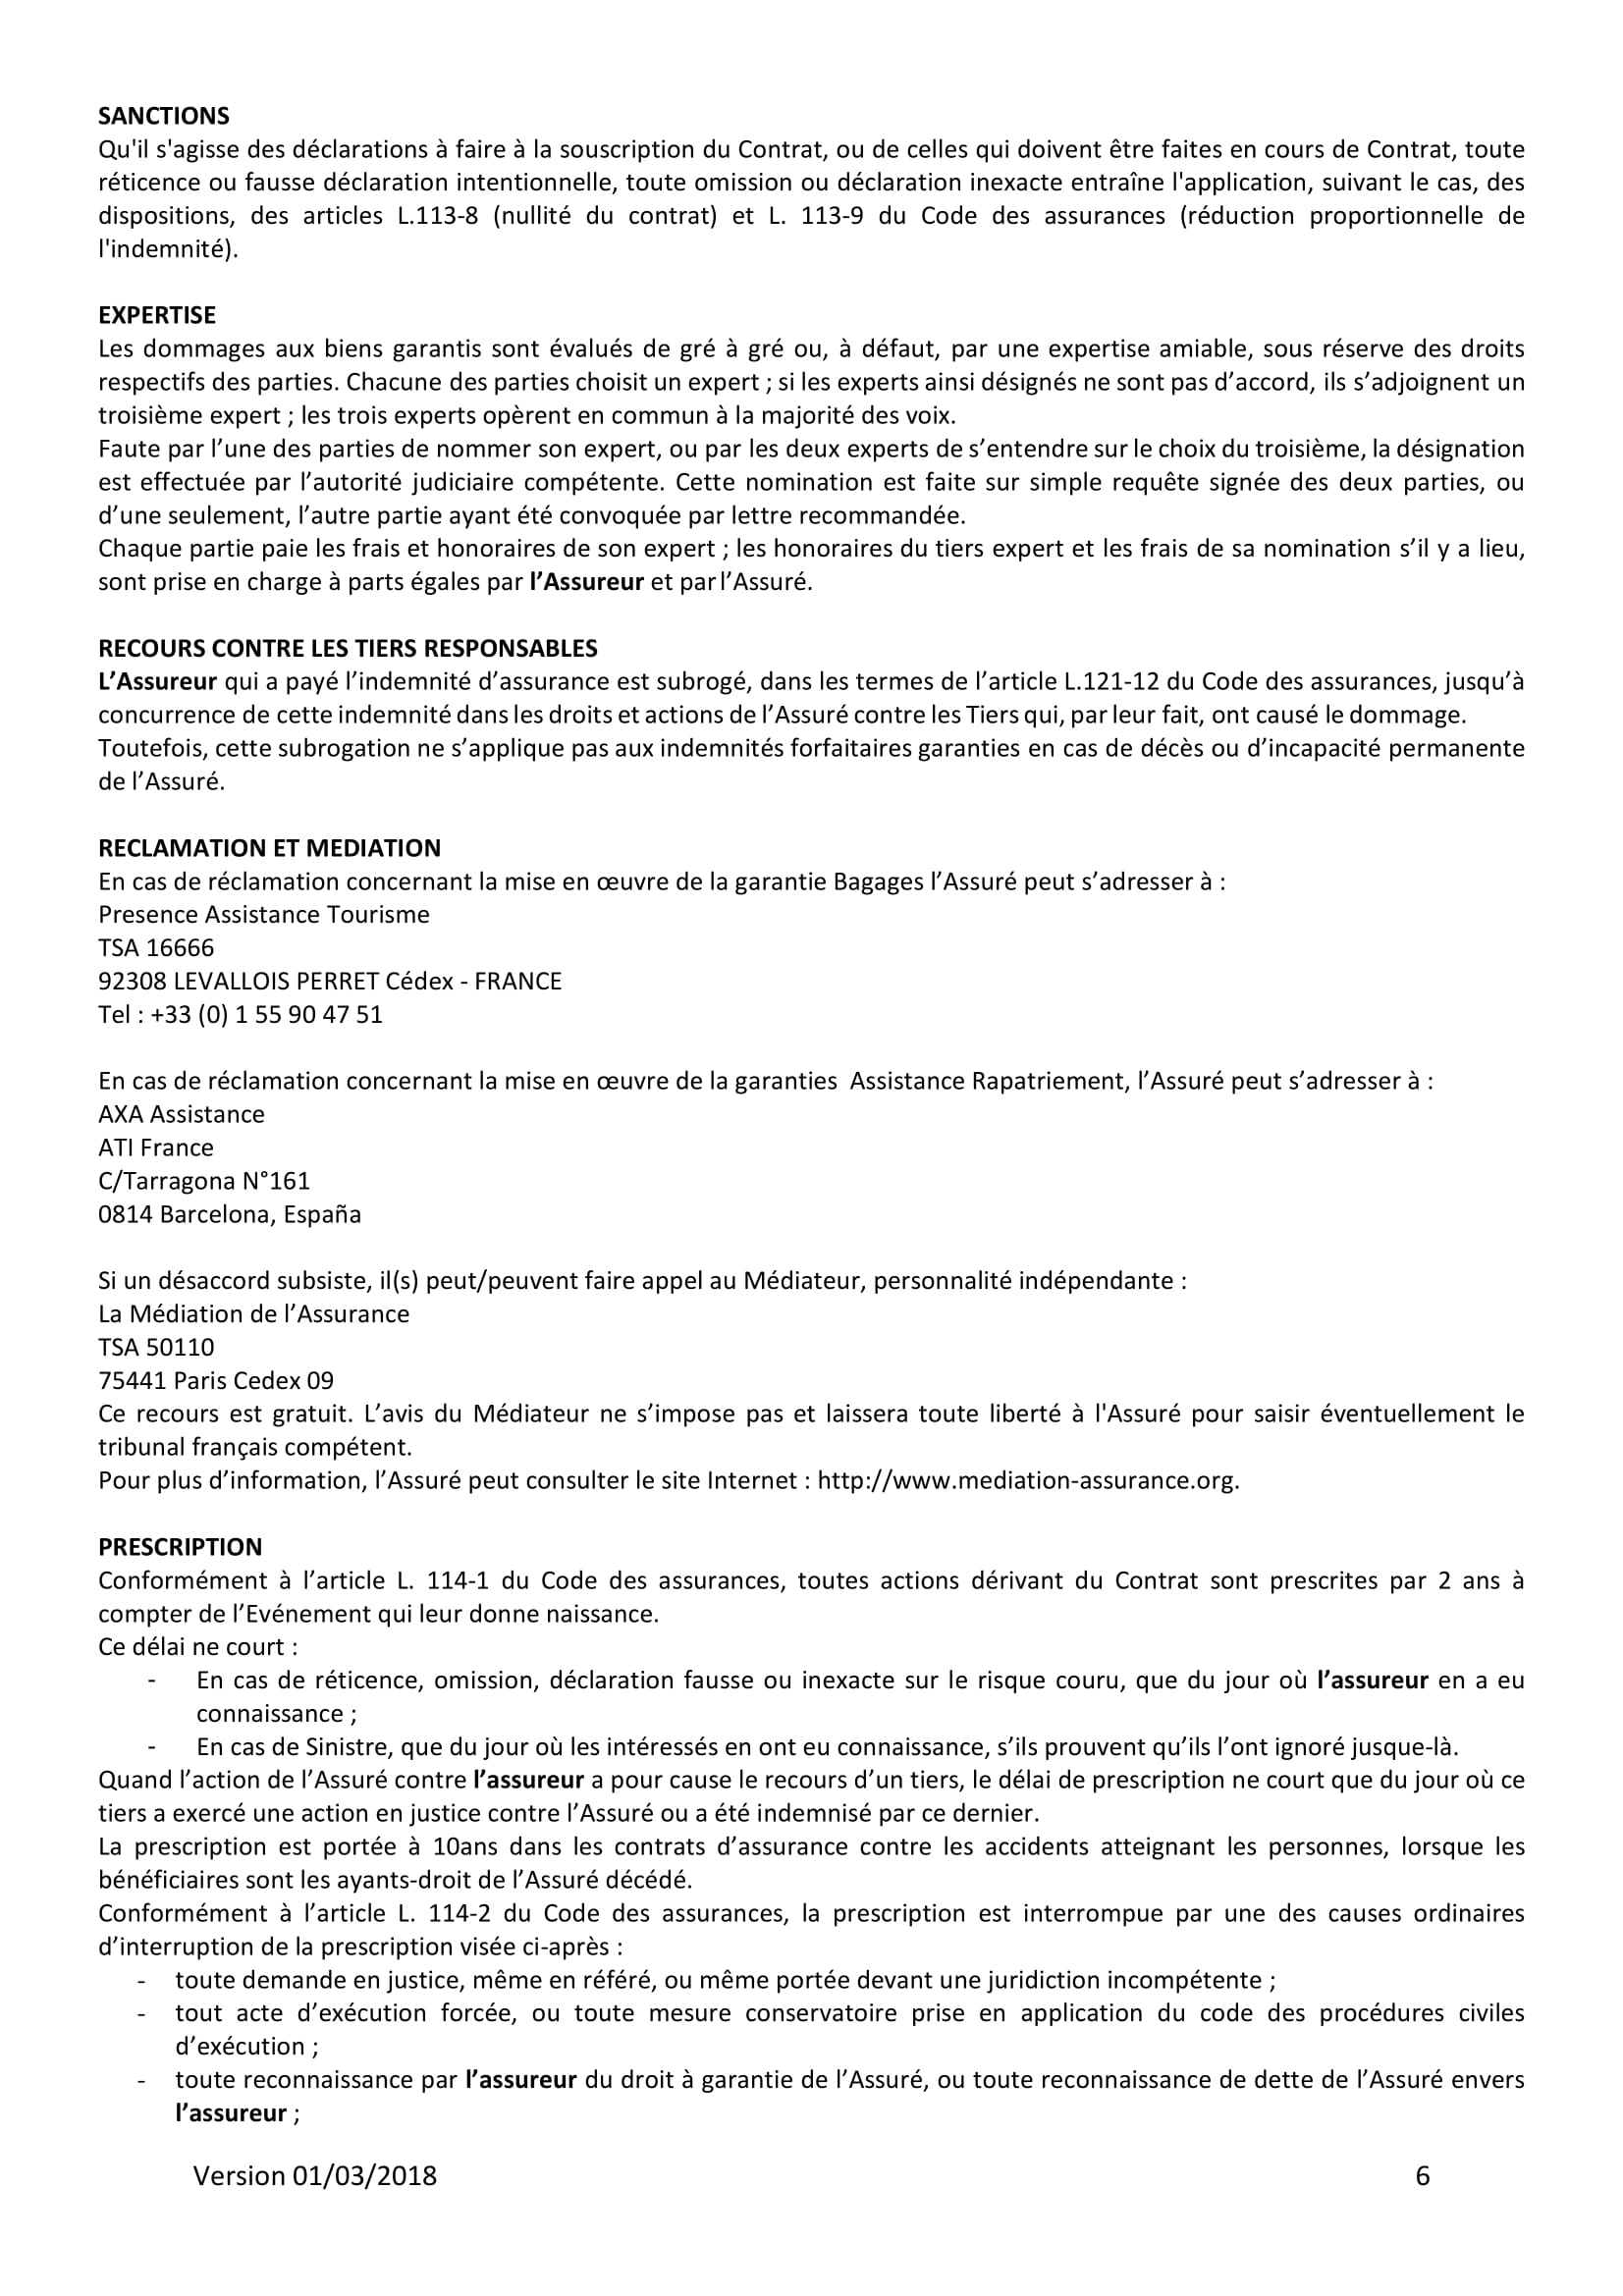 SANCTIONS
Qu'il s'agisse des déclarations à faire à la souscription du Contrat, ou de celles qui doivent être faites en cours de Contrat, toute
réticence ou fausse déclaration intentionnelle, toute omission ou déclaration inexacte entraîne l'application, suivant le cas, des
dispositions, des articles L.113-8 (nullité du contrat) et L. 113-9 du Code des assurances (réduction proportionnelle de
l'indemnité).
EXPERTISE
Les dommages aux biens garantis sont évalués de gré à gré ou, à défaut, par une expertise amiable, sous réserve des droits
respectifs des parties. Chacune des parties choisit un expert ; si les experts ainsi désignés ne sont pas d’accord, ils s’adjoignent un
troisième expert ; les trois experts opèrent en commun à la majorité des voix.
Faute par l’une des parties de nommer son expert, ou par les deux experts de s’entendre sur le choix du troisième, la désignation
est effectuée par l’autorité judiciaire compétente. Cette nomination est faite sur simple requête signée des deux parties, ou
d’une seulement, l’autre partie ayant été convoquée par lettre recommandée.
Chaque partie paie les frais et honoraires de son expert ; les honoraires du tiers expert et les frais de sa nomination s’il y a lieu,
sont prise en charge à parts égales par l’Assureur et par l’Assuré.
RECOURS CONTRE LES TIERS RESPONSABLES
L’Assureur qui a payé l’indemnité d’assurance est subrogé, dans les termes de l’article L.121-12 du Code des assurances, jusqu’à
concurrence de cette indemnité dans les droits et actions de l’Assuré contre les Tiers qui, par leur fait, ont causé le dommage.
Toutefois, cette subrogation ne s’applique pas aux indemnités forfaitaires garanties en cas de décès ou d’incapacité permanente
de l’Assuré.
RECLAMATION ET MEDIATION
En cas de réclamation concernant la mise en œuvre de la garantie Bagages l’Assuré peut s’adresser à :
Presence Assistance Tourisme
TSA 16666
92308 LEVALLOIS PERRET Cédex - FRANCE
Tel : +33 (0) 1 55 90 47 51
En cas de réclamation concernant la mise en œuvre de la garanties  Assistance Rapatriement, l’Assuré peut s’adresser à :
AXA Assistance
ATI France
C/Tarragona N°161
0814 Barcelona, España
Si un désaccord subsiste, il(s) peut/peuvent faire appel au Médiateur, personnalité indépendante :
La Médiation de l’Assurance
TSA 50110
75441 Paris Cedex 09
Ce recours est gratuit. L’avis du Médiateur ne s’impose pas et laissera toute liberté à l'Assuré pour saisir éventuellement le
tribunal français compétent.
Pour plus d’information, l’Assuré peut consulter le site Internet : http://www.mediation-assurance.org.
PRESCRIPTION
Conformément à l’article L. 114-1 du Code des assurances, toutes actions dérivant du Contrat sont prescrites par 2 ans à
compter de l’Evénement qui leur donne naissance.
Ce délai ne court :
- En cas de réticence, omission, déclaration fausse ou inexacte sur le risque couru, que du jour où l’assureur en a eu
connaissance ;
- En cas de Sinistre, que du jour où les intéressés en ont eu connaissance, s’ils prouvent qu’ils l’ont ignoré jusque-là.
Quand l’action de l’Assuré contre l’assureur a pour cause le recours d’un tiers, le délai de prescription ne court que du jour où ce
tiers a exercé une action en justice contre l’Assuré ou a été indemnisé par ce dernier.
La prescription est portée à 10ans dans les contrats d’assurance contre les accidents atteignant les personnes, lorsque les
bénéficiaires sont les ayants-droit de l’Assuré décédé.
Conformément à l’article L. 114-2 du Code des assurances, la prescription est interrompue par une des causes ordinaires
d’interruption de la prescription visée ci-après :
- toute demande en justice, même en référé, ou même portée devant une juridiction incompétente ;
- tout acte d’exécution forcée, ou toute mesure conservatoire prise en application du code des procédures civiles
d’exécution ;
- toute reconnaissance par l’assureur du droit à garantie de l’Assuré, ou toute reconnaissance de dette de l’Assuré envers
l’assureur ;
Version 01/03/2018 6